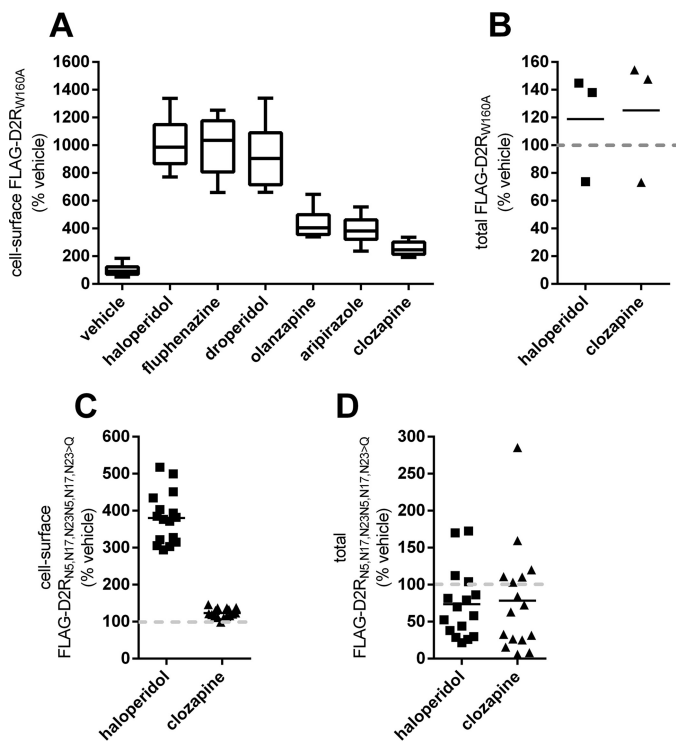 A
cell-surface FLAG-D2RW160A
(% vehicle)
1600
1400
1200
1000
800
600
400
200
0
vehicle
haloperidol
fluphenazine
droperidol
olanzapine
aripirazole
clozapine
B
total FLAG-D2RW160A
(% vehicle)
160
140
120
100
80
60
40
20
0
haloperidol
clozapine
C
cell-surface
FLAG-D2RN5,N17,N23N5,N17,N23>Q
(% vehicle)
600
500
400
300
200
100
0
haloperidol
clozapine
D
total
FLAG-D2RN5,N17,N23N5,N17,N23>Q
(% vehicle)
300
250
200
150
100
50
0
haloperidol
clozapine